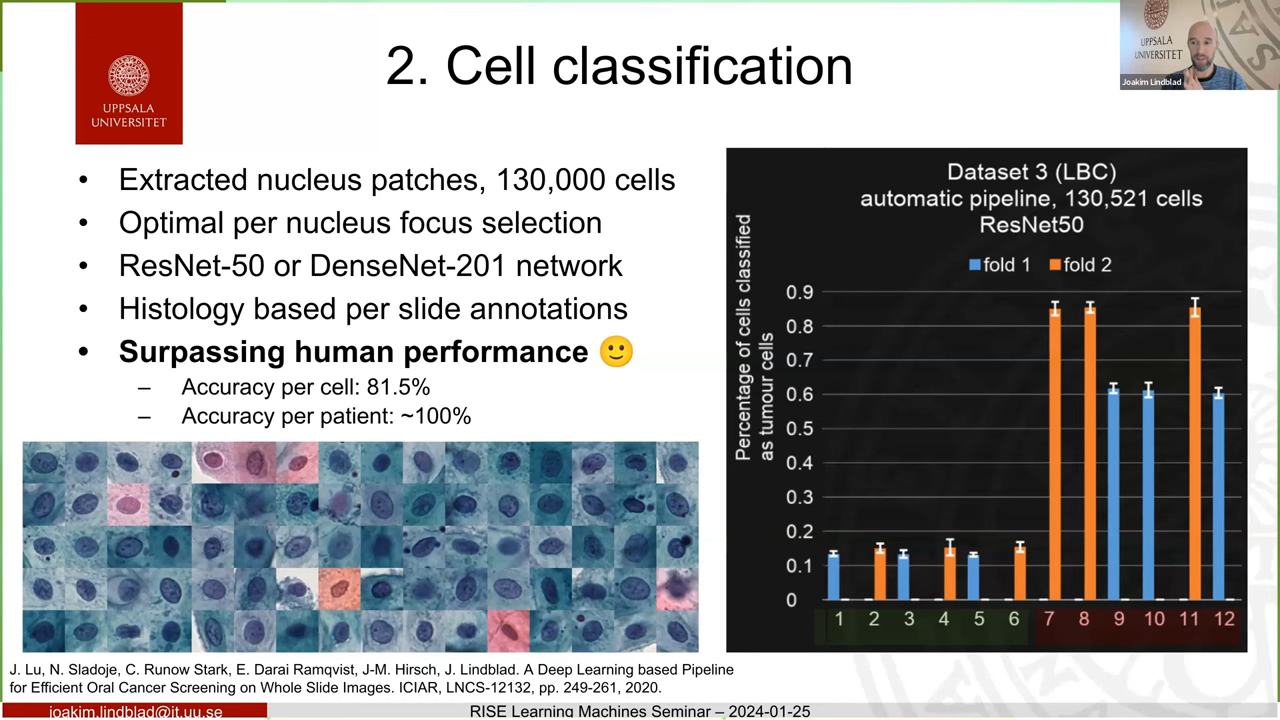 2. Cell classification
UPPSALA
UNIVERSITET
UPPSALA
UNIVERSITET
Joakim Lindblad
• Extracted nucleus patches, 130,000 cells
• Optimal per nucleus focus selection
• ResNet-50 or DenseNet-201 network
• Histology based per slide annotations
• Surpassing human performance 🙂
– Accuracy per cell: 81.5%
– Accuracy per patient: ~100%
Dataset 3 (LBC)
automatic pipeline, 130,521 cells
ResNet50
fold 1 fold 2
Percentage of cells classified
as tumour cells
0.9
0.8
0.7
0.6
0.5
0.4
0.3
0.2
0.1
0
1 2 3 4 5 6 7 8 9 10 11 12
J. Lu, N. Sladoje, C. Runow Stark, E. Darai Ramqvist, J-M. Hirsch, J. Lindblad. A Deep Learning based Pipeline
for Efficient Oral Cancer Screening on Whole Slide Images. ICIAR, LNCS-12132, pp. 249-261, 2020.
joakim.lindblad@it.uu.se
RISE Learning Machines Seminar – 2024-01-25